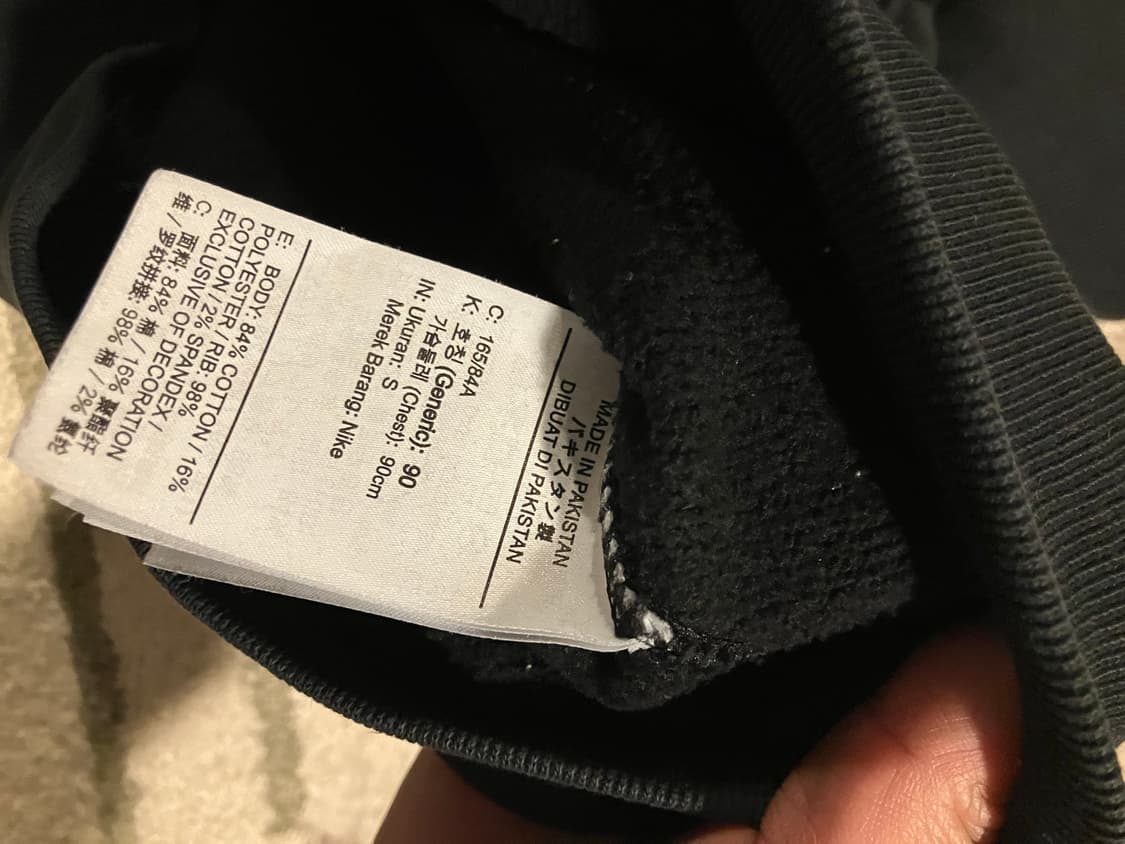 MADE IN PAKISTAN
パキスタン製
DIBUAT DI PAKISTAN
C: 165/84A
K: 호칭 (Generic): 90
가슴둘레 (Chest): 90cm
IN: Ukuran: S
Merek Barang: Nike
E: BODY: 84% COTTON / 16%
POLYESTER RIB: 98%
COTTON / 2% SPANDEX /
EXCLUSIVE OF DECORATION
C: 面料: 84% 棉 / 16% 聚酯纤
维 / 罗纹拼接: 98% 棉 / 2% 氨纶